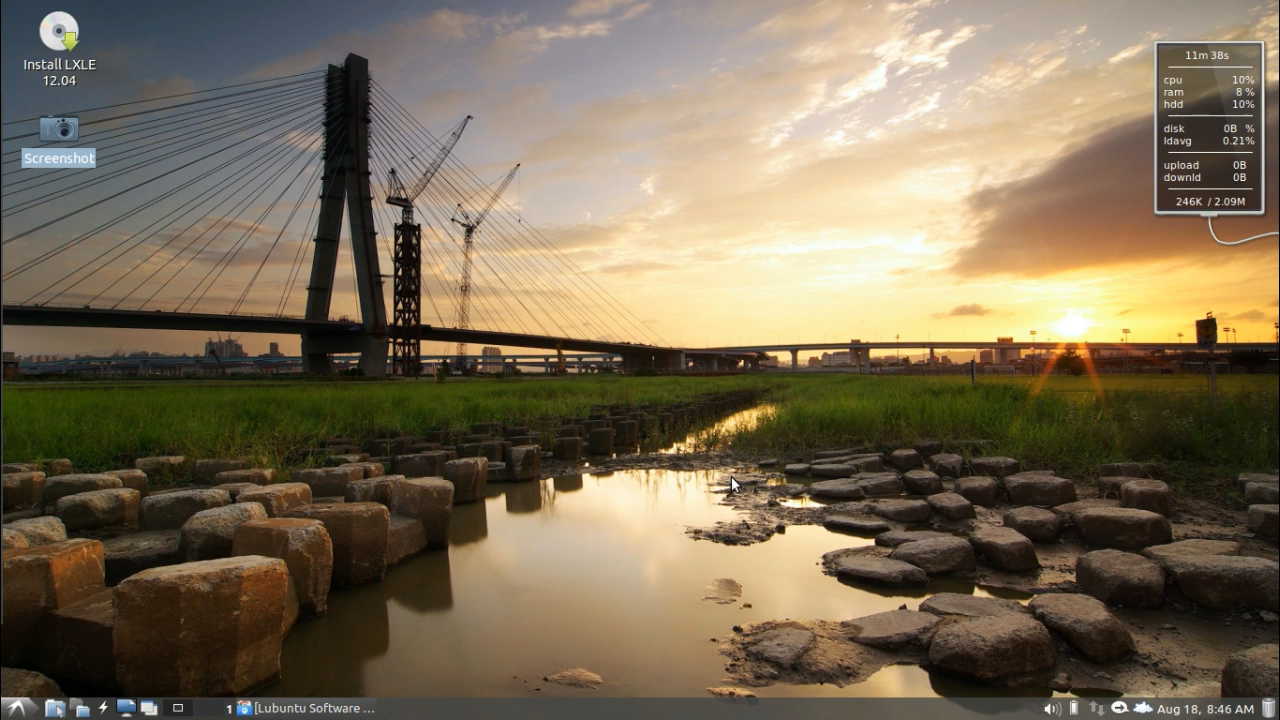 Install LXLE
12.04
Screenshot
11m 38s
cpu 10%
ram 8 %
hdd 10%
disk 0B %
ldavg 0.21%
upload 0B
downld 0B
246K / 2.09M
1 [Lubuntu Software ...
Aug 18, 8:46 AM